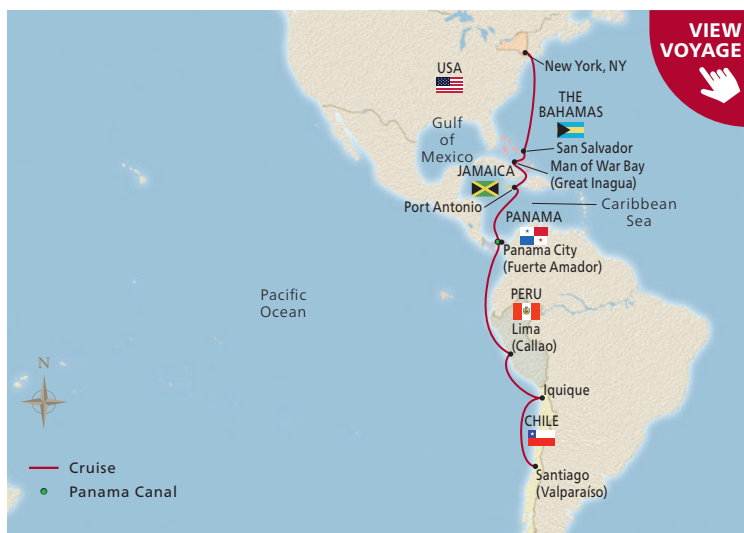 VIEW
VOYAGE
New York, NY
USA
THE
BAHAMAS
Gulf
of
Mexico
San Salvador
Man of War Bay
(Great Inagua)
JAMAICA
Port Antonio
Caribbean
Sea
PANAMA
Panama City
(Fuerte Amador)
Pacific
Ocean
PERU
Lima
(Callao)
N
Iquique
CHILE
Cruise
Santiago
(Valparaíso)
Panama Canal